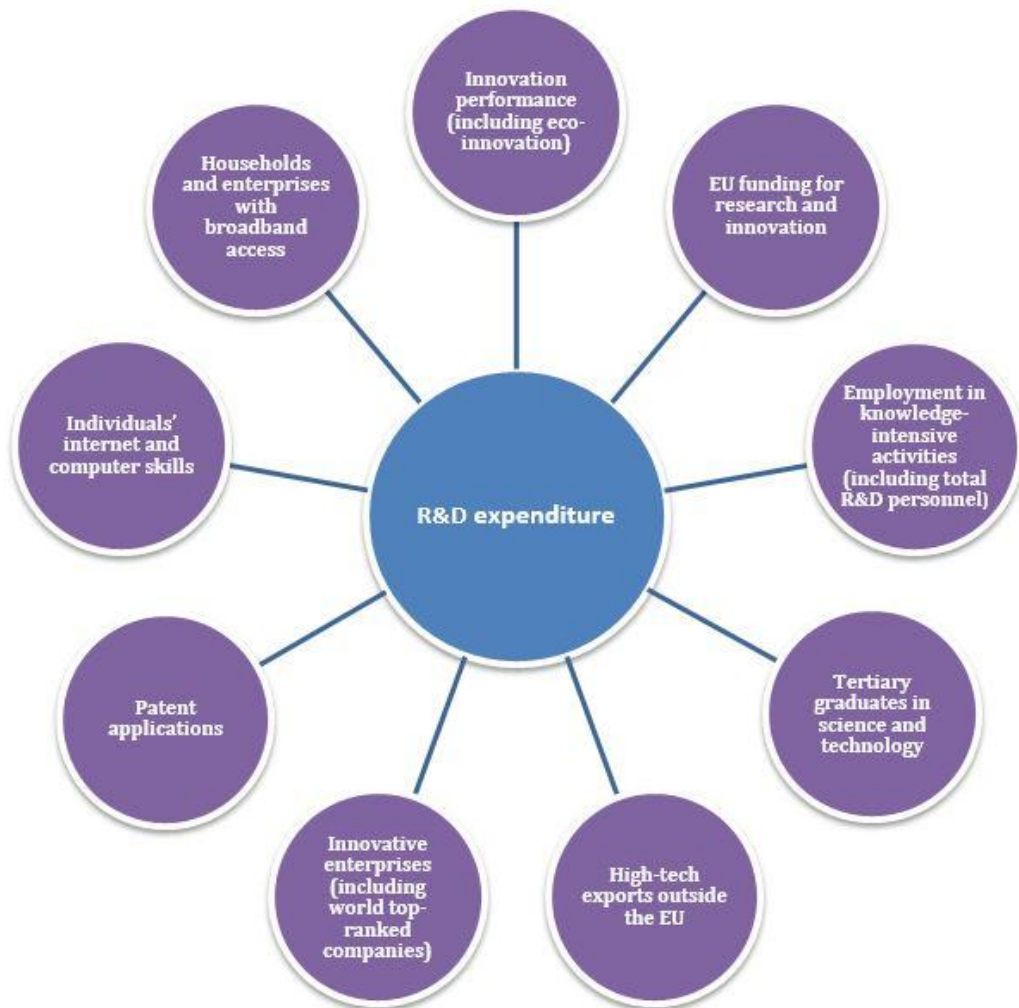 Innovation
performance
(including eco-
innovation)
EU funding for
research and
innovation
Employment in
knowledge-
intensive
activities
(including total
R&D personnel)
Tertiary
graduates in
science and
technology
High-tech
exports outside
the EU
Innovative
enterprises
(including
world top-
ranked
companies)
Patent
applications
Individuals’
internet and
computer skills
Households
and enterprises
with
broadband
access
R&D expenditure